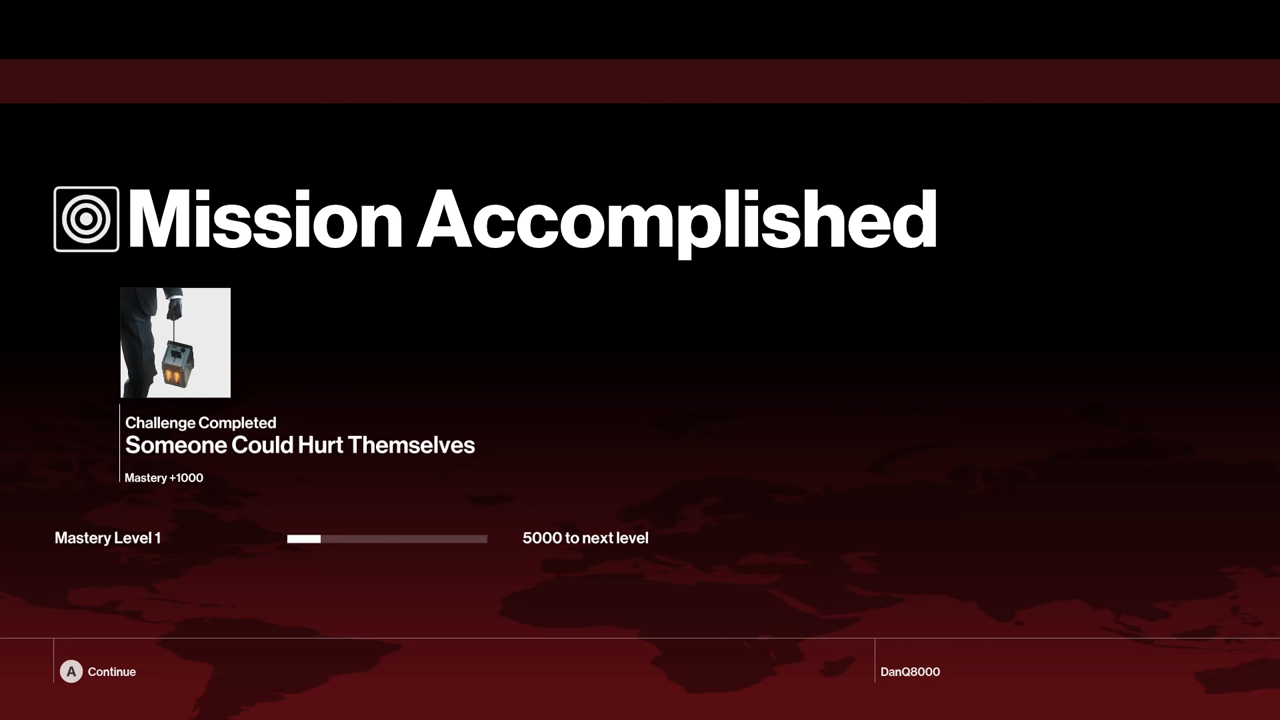 Mission Accomplished
Challenge Completed
Someone Could Hurt Themselves
Mastery +1000
Mastery Level 1
5000 to next level
A Continue
DanQ8000